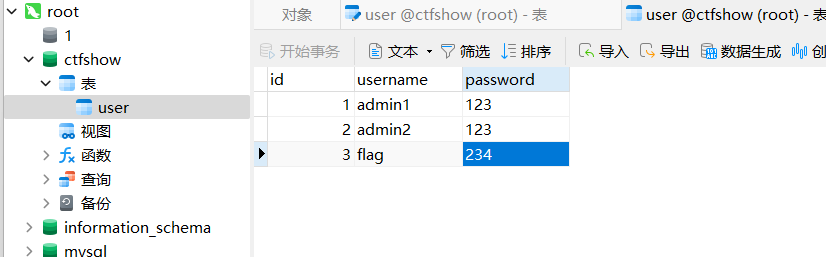 root
1
ctfshow
表
user
视图
函数
查询
备份
information_schema
mysql
对象 user @ctfshow (root) - 表 user @ctfshow (root) - 表
开始事务 文本 筛选 排序 导入 导出 数据生成 创
id username password
1 admin1 123
2 admin2 123
3 flag 234